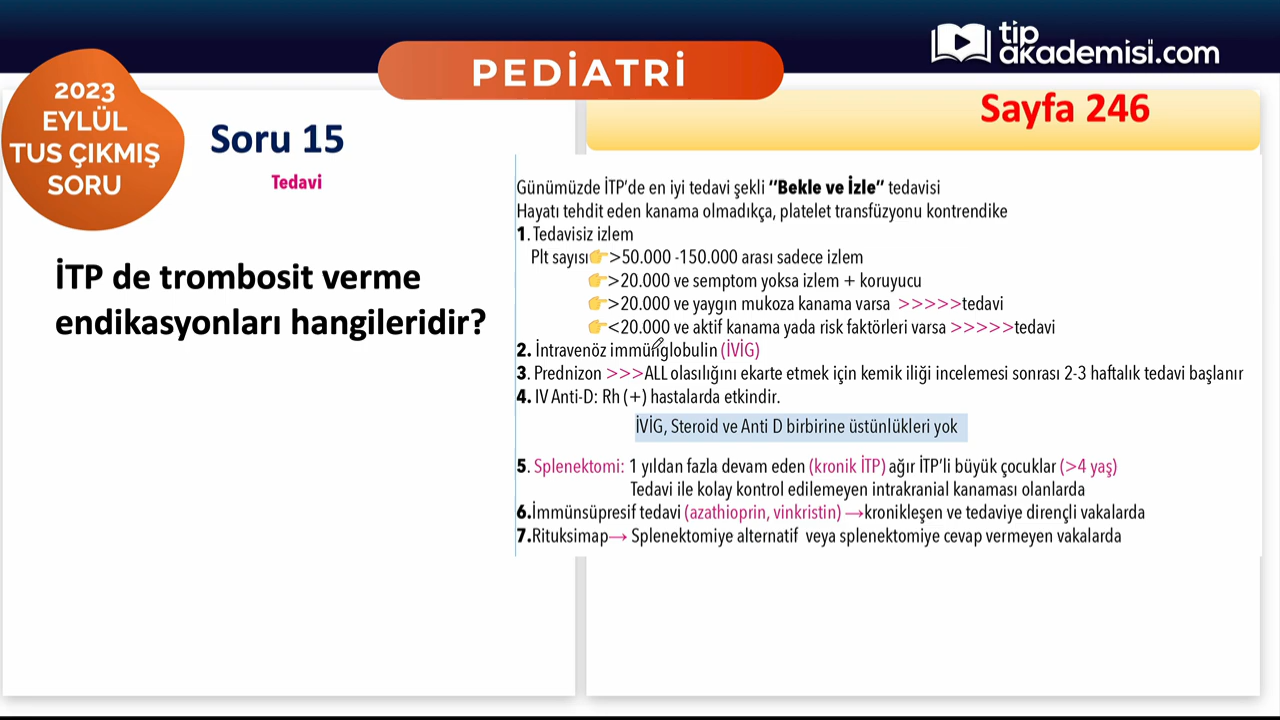 tıp
akademisi.com
PEDİATRİ
2023
EYLÜL
TUS ÇIKMIŞ
SORU
Soru 15
Tedavi
İTP de trombosit verme
endikasyonları hangileridir?
Sayfa 246
Günümüzde İTP’de en iyi tedavi şekli “Bekle ve İzle” tedavisi
Hayatı tehdit eden kanama olmadıkça, platelet transfüzyonu kontrendike
1. Tedavisiz izlem
Plt sayısı👉>50.000 -150.000 arası sadece izlem
👉>20.000 ve semptom yoksa izlem + koruyucu
👉>20.000 ve yaygın mukoza kanama varsa >>>>>tedavi
👉<20.000 ve aktif kanama yada risk faktörleri varsa >>>>>tedavi
2. İntravenöz immünglobulin (İVİG)
3. Prednizon >>>ALL olasılığını ekarte etmek için kemik iliği incelemesi sonrası 2-3 haftalık tedavi başlanır
4. IV Anti-D: Rh (+) hastalarda etkindir.
İVİG, Steroid ve Anti D birbirine üstünlükleri yok
5. Splenektomi: 1 yıldan fazla devam eden (kronik İTP) ağır İTP’li büyük çocuklar (>4 yaş)
Tedavi ile kolay kontrol edilemeyen intrakranial kanaması olanlarda
6.İmmünsüpresif tedavi (azathioprin, vinkristin) →kronikleşen ve tedaviye dirençli vakalarda
7.Rituksimap→ Splenektomiye alternatif veya splenektomiye cevap vermeyen vakalarda